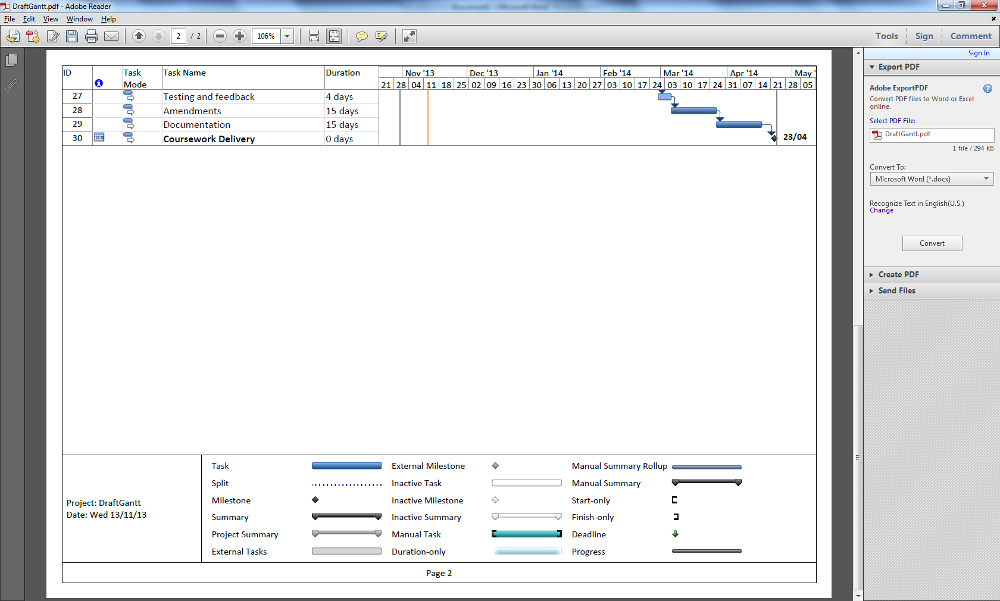 DraftGantt.pdf - Adobe Reader
File Edit View Window Help
2 / 2 106% Tools Sign Comment
Sign In
ID Task Mode Task Name Duration Nov '13 Dec '13 Jan '14 Feb '14 Mar '14 Apr '14 May '
21 28 04 11 18 25 02 09 16 23 30 06 13 20 27 03 10 17 24 03 10 17 24 31 07 14 21 28 05
27 Testing and feedback 4 days
28 Amendments 15 days
29 Documentation 15 days
30 Coursework Delivery 0 days 23/04
Project: DraftGantt
Date: Wed 13/11/13
Task External Milestone Manual Summary Rollup
Split Inactive Task Manual Summary
Milestone Inactive Milestone Start-only
Summary Inactive Summary Finish-only
Project Summary Manual Task Deadline
External Tasks Duration-only Progress
Page 2
Export PDF
Adobe ExportPDF
Convert PDF files to Word or Excel
online.
Select PDF File:
DraftGantt.pdf
1 file / 294 KB
Convert To:
Microsoft Word (*.docx)
Recognize Text in English(U.S.)
Change
Convert
Create PDF
Send Files